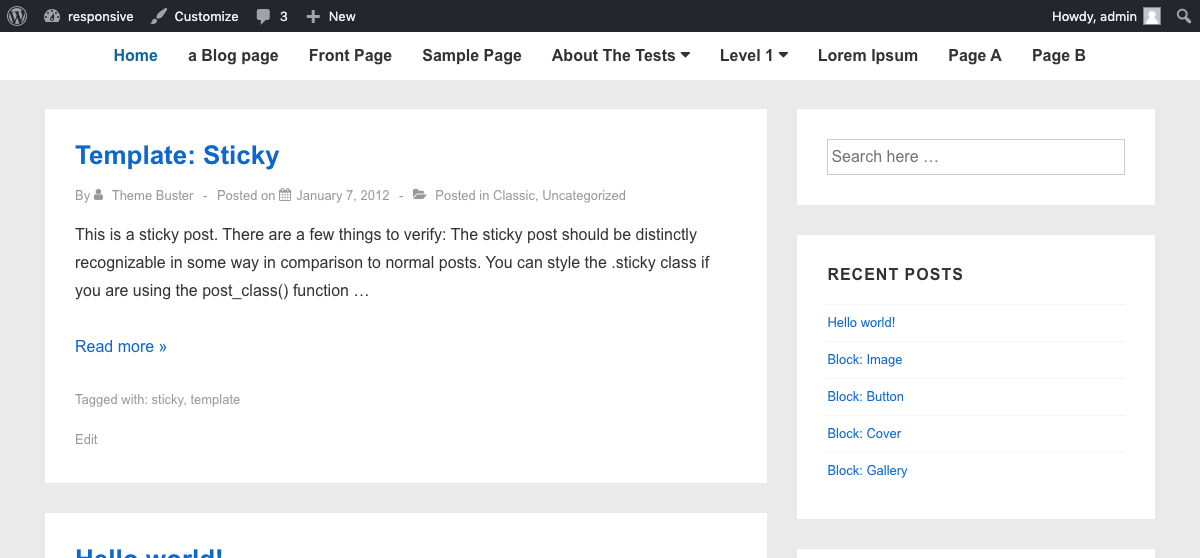 responsive Customize 3 New Howdy, admin
Home a Blog page Front Page Sample Page About The Tests Level 1 Lorem Ipsum Page A Page B
Template: Sticky
By Theme Buster - Posted on January 7, 2012 - Posted in Classic, Uncategorized
This is a sticky post. There are a few things to verify: The sticky post should be distinctly
recognizable in some way in comparison to normal posts. You can style the .sticky class if
you are using the post_class() function …
Read more »
Tagged with: sticky, template
Edit
Hello world!
Search here …
RECENT POSTS
Hello world!
Block: Image
Block: Button
Block: Cover
Block: Gallery